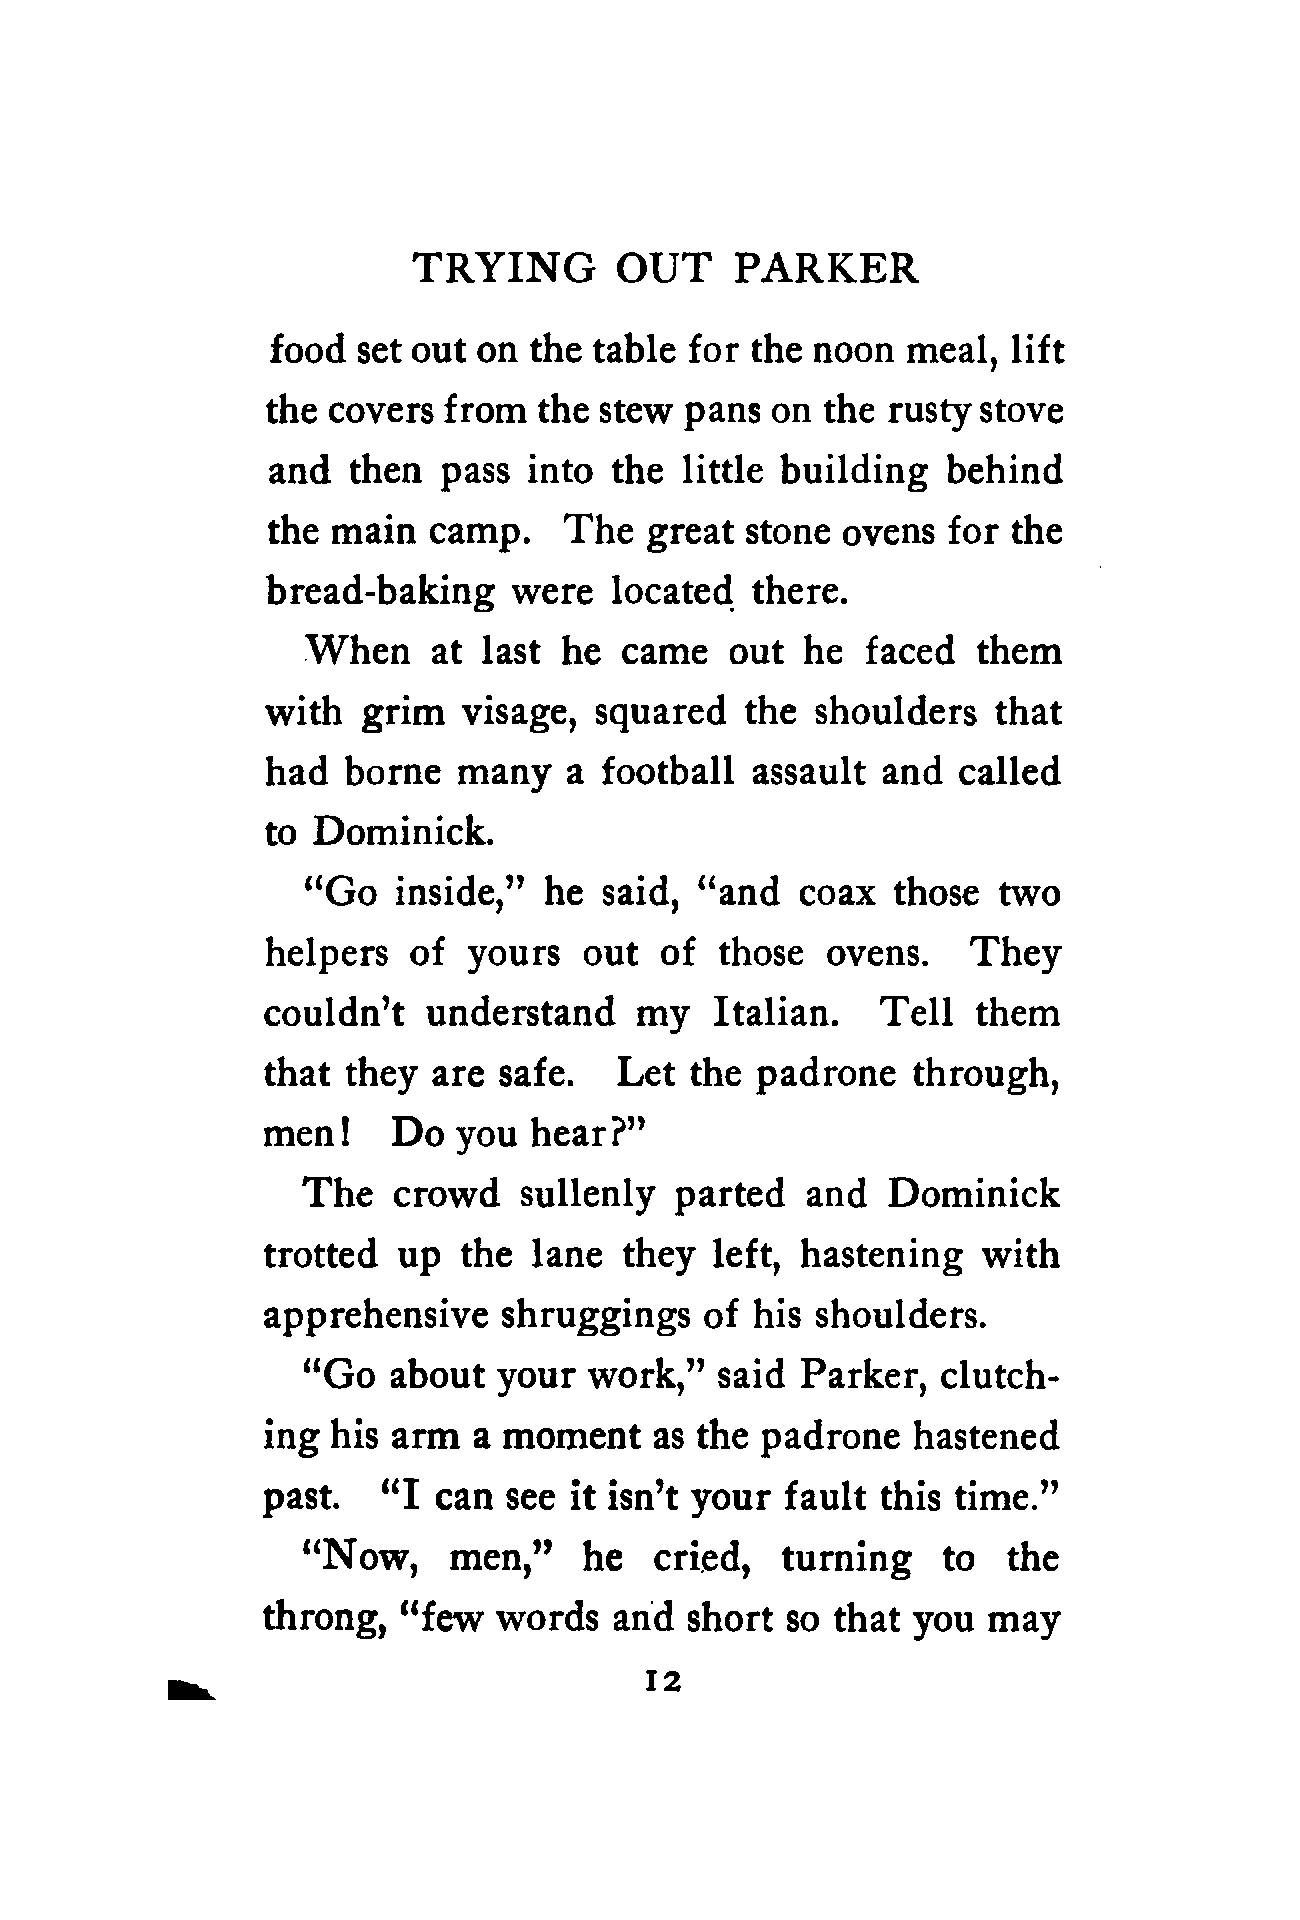 TRYING OUT PARKER
food set out on the table for the noon meal, lift
the covers from the stew pans on the rusty stove
and then pass into the little building behind
the main camp. The great stone ovens for the
bread-baking were located there.
When at last he came out he faced them
with grim visage, squared the shoulders that
had borne many a football assault and called
to Dominick.
“Go inside,” he said, “and coax those two
helpers of yours out of those ovens. They
couldn’t understand my Italian. Tell them
that they are safe. Let the padrone through,
men! Do you hear?”
The crowd sullenly parted and Dominick
trotted up the lane they left, hastening with
apprehensive shruggings of his shoulders.
“Go about your work,” said Parker, clutch-
ing his arm a moment as the padrone hastened
past. “I can see it isn’t your fault this time.”
“Now, men,” he cried, turning to the
throng, “few words and short so that you may
12